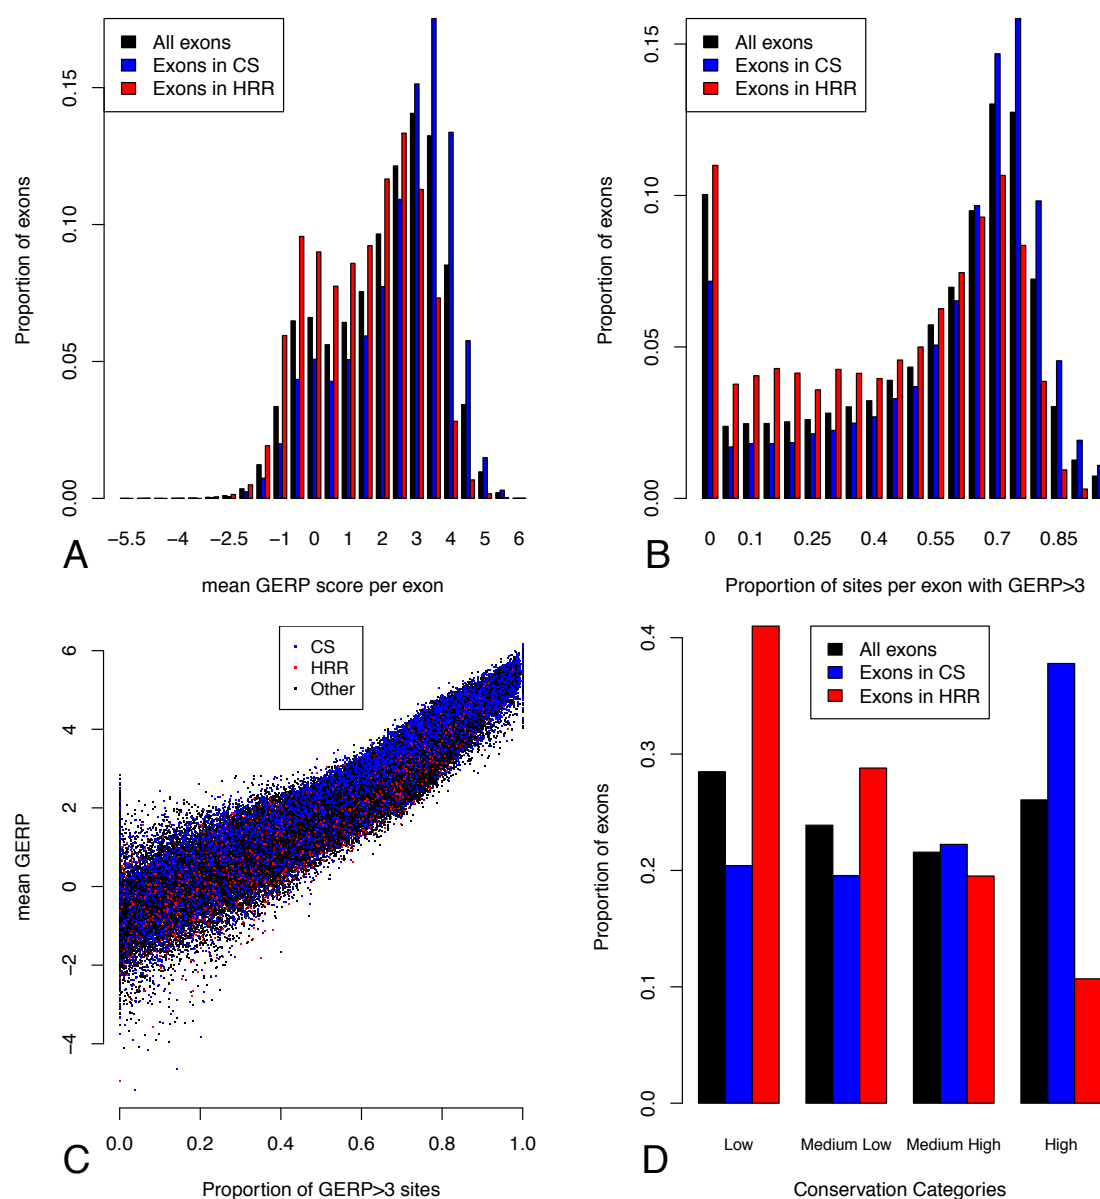 All exons
Exons in CS
Exons in HRR
Proportion of exons
0.15
0.10
0.05
0.00
−5.5 −4 −2.5 −1 0 1 2 3 4 5 6
A
mean GERP score per exon
All exons
Exons in CS
Exons in HRR
Proportion of exons
0.15
0.10
0.05
0.00
0 0.1 0.25 0.4 0.55 0.7 0.85
B
Proportion of sites per exon with GERP>3
CS
HRR
Other
mean GERP
6
4
2
0
−2
−4
0.0 0.2 0.4 0.6 0.8 1.0
C
Proportion of GERP>3 sites
All exons
Exons in CS
Exons in HRR
Proportion of exons
0.4
0.3
0.2
0.1
0.0
Low Medium Low Medium High High
D
Conservation Categories